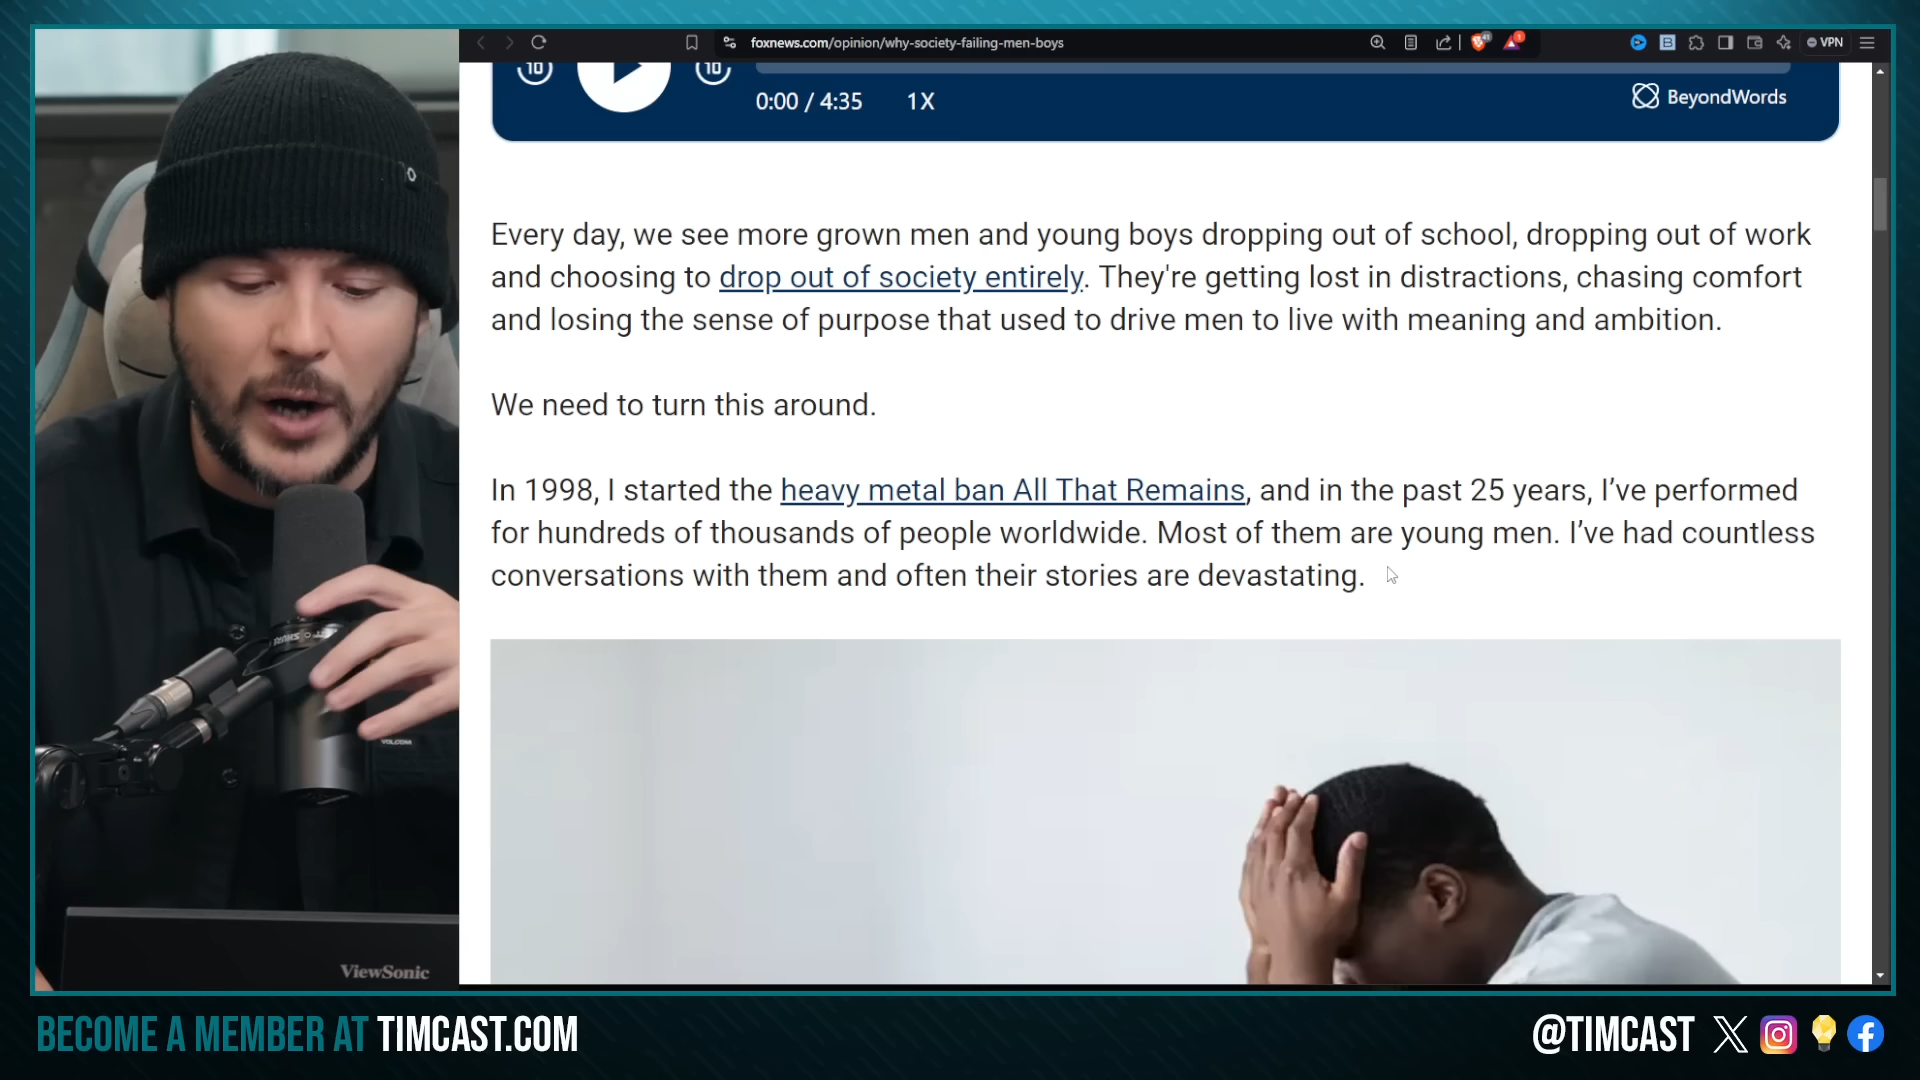 foxnews.com/opinion/why-society-failing-men-boys
VPN
10
10
0:00 / 4:35
1X
BeyondWords
Every day, we see more grown men and young boys dropping out of school, dropping out of work
and choosing to drop out of society entirely. They're getting lost in distractions, chasing comfort
and losing the sense of purpose that used to drive men to live with meaning and ambition.
We need to turn this around.
In 1998, I started the heavy metal ban All That Remains, and in the past 25 years, I’ve performed
for hundreds of thousands of people worldwide. Most of them are young men. I’ve had countless
conversations with them and often their stories are devastating.
VOLCOM
ViewSonic
BECOME A MEMBER AT TIMCAST.COM
@TIMCAST